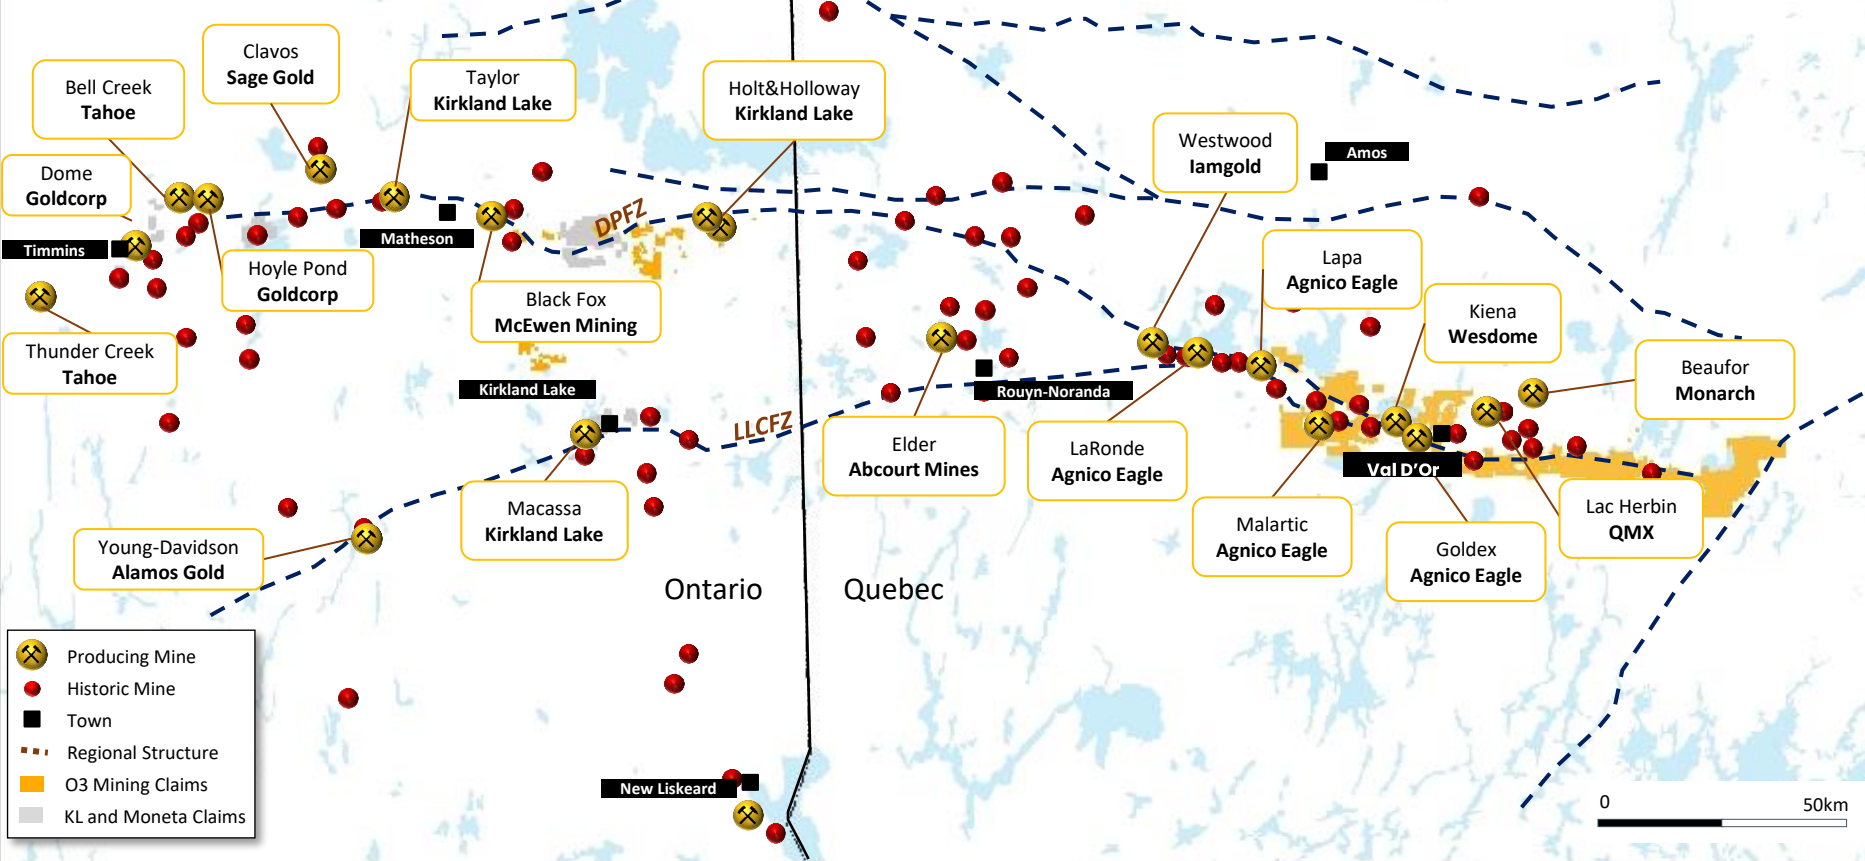 Clavos
Sage Gold
Bell Creek
Tahoe
Taylor
Kirkland Lake
Holt&Holloway
Kirkland Lake
Westwood
Iamgold
Amos
Dome
Goldcorp
DPFZ
Matheson
Timmins
Hoyle Pond
Goldcorp
Lapa
Agnico Eagle
Black Fox
McEwen Mining
Kiena
Wesdome
Thunder Creek
Tahoe
Beaufor
Monarch
Kirkland Lake
Rouyn-Noranda
LLCFZ
Elder
Abcourt Mines
LaRonde
Agnico Eagle
Val D’Or
Macassa
Kirkland Lake
Lac Herbin
QMX
Malartic
Agnico Eagle
Goldex
Agnico Eagle
Young-Davidson
Alamos Gold
Ontario
Quebec
Producing Mine
Historic Mine
Town
Regional Structure
O3 Mining Claims
KL and Moneta Claims
New Liskeard
0 50km